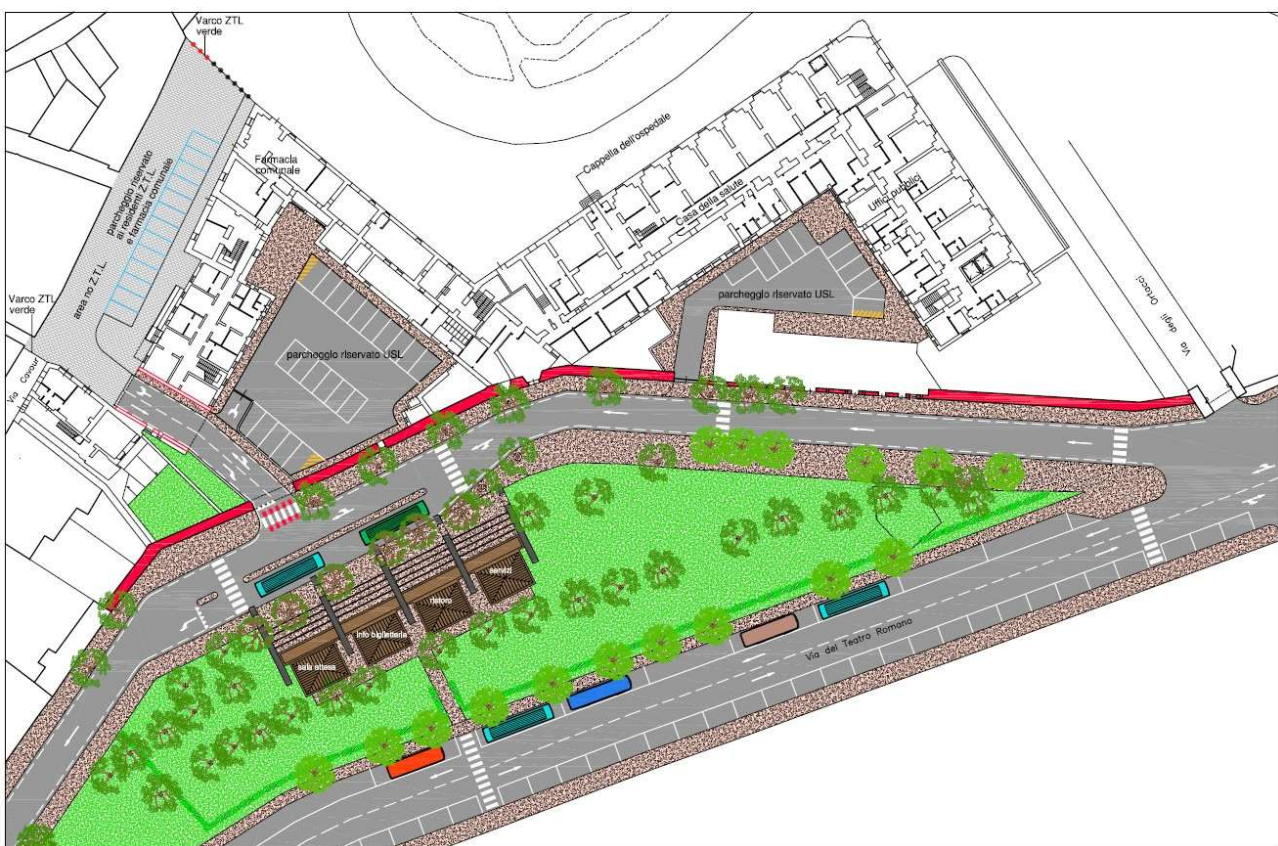 Varco ZTL
verde
parcheggio riservato
ai residenti Z.T.L.
e farmacia comunale
area no Z.T.L.
Farmacia
comunale
Cappella dell'ospedale
Casa della salute
Uffici pubblici
Via degli Ortacci
Varco ZTL
verde
Via Cavour
parcheggio riservato USL
parcheggio riservato USL
servizi
ristoro
info biglietteria
sala attesa
Via del Teatro Romano